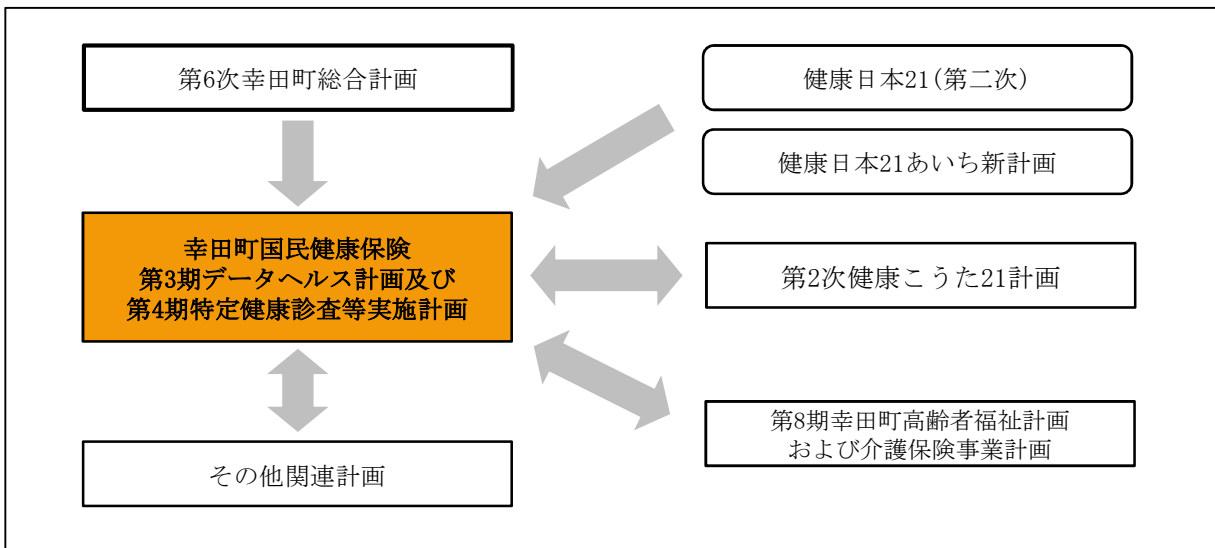 第6次幸田町総合計画
健康日本21(第二次)
健康日本21あいち新計画
幸田町国民健康保険
第3期データヘルス計画及び
第4期特定健康診査等実施計画
第2次健康こうた21計画
第8期幸田町高齢者福祉計画
および介護保険事業計画
その他関連計画